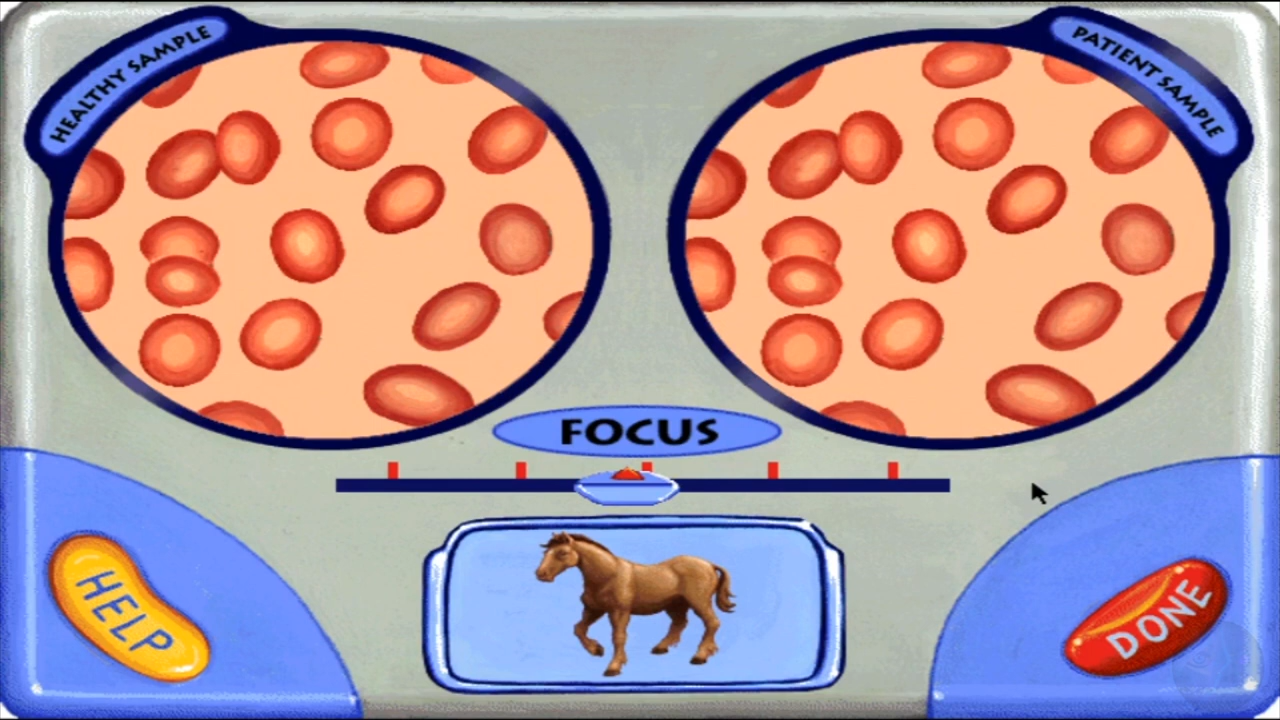 HEALTHY SAMPLE
PATIENT SAMPLE
FOCUS
HELP
DONE